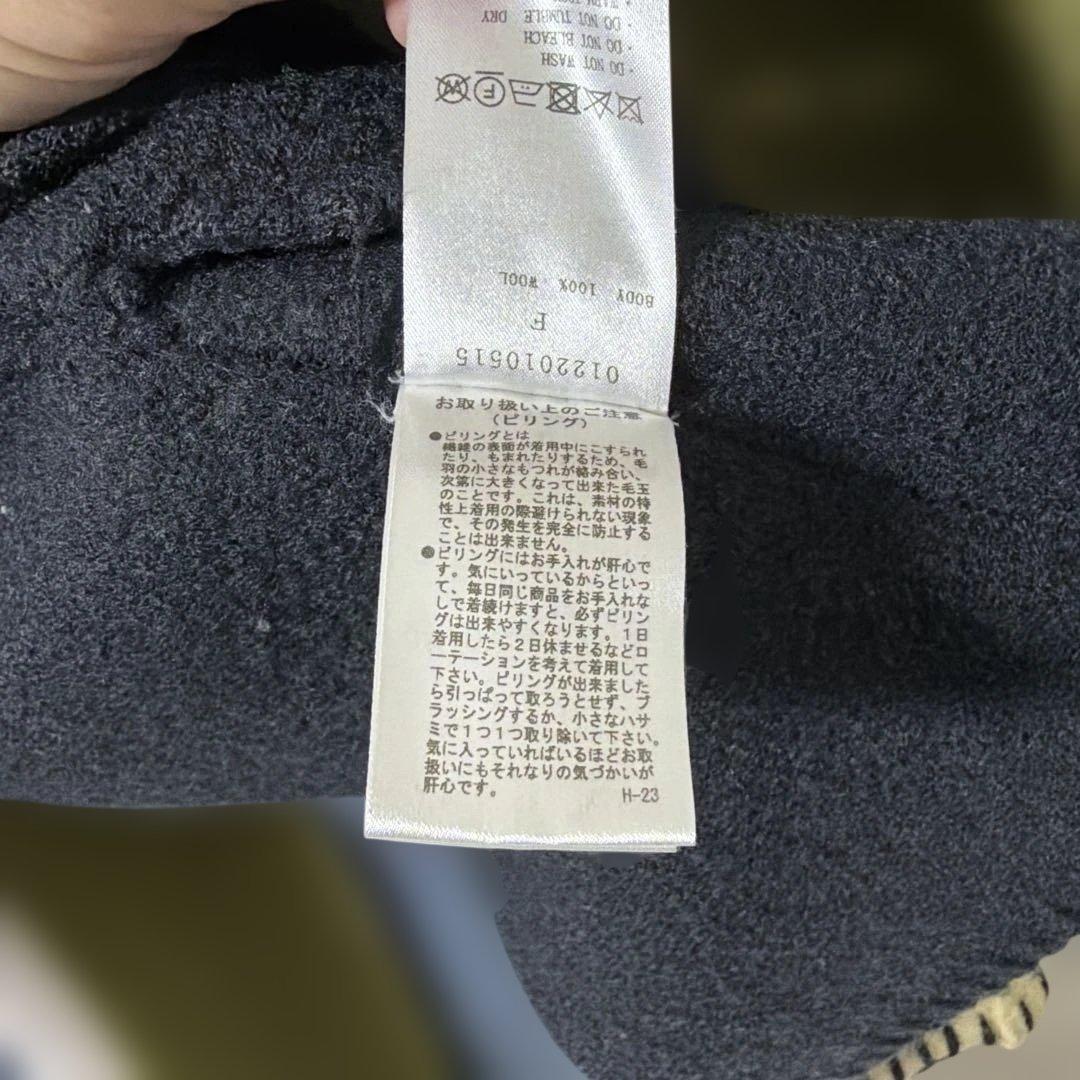 ・DO NOT TUMBLE DRY
・DO NOT BLEACH
・DO NOT WASH
W F
BODY 100% WOOL
F
0122010515
お取り扱い上のご注意
(ピリング)
●ピリングとは
繊維の表面が着用中にこすられ
たり、もまれたりするため、毛
羽の小さなもつれが絡み合い、
次第に大きくなって出来た毛玉
のことです。これは、素材の特
性上着用の際避けられない現象
で、その発生を完全に防止する
ことは出来ません。
●ピリングにはお手入れが肝心で
す。気にいっているからといっ
て、毎日同じ商品をお手入れな
しで着続けますと、必ずピリン
グは出来やすくなります。1日
着用したら2日休ませるなどロ
ーテーションを考えて着用して
下さい。ピリングが出来ました
ら引っぱって取ろうとせず、ブ
ラッシングするか、小さなハサ
ミで1つ1つ取り除いて下さい。
気に入っていればいるほどお取
扱いにもそれなりの気づかいが
肝心です。
H-23